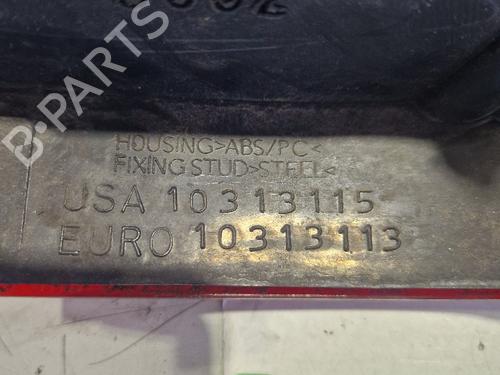 HOUSING>ABS/PC<
FIXING STUD>STEEL<
USA 10313115
EURO 10313113
B-PARTS